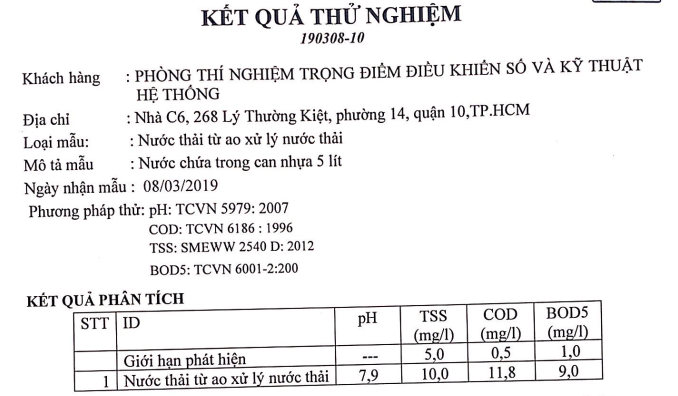 KẾT QUẢ THỬ NGHIỆM
190308-10
Khách hàng : PHÒNG THÍ NGHIỆM TRỌNG ĐIỂM ĐIỀU KHIỂN SỐ VÀ KỸ THUẬT
HỆ THỐNG
Địa chỉ : Nhà C6, 268 Lý Thường Kiệt, phường 14, quận 10,TP.HCM
Loại mẫu: : Nước thải từ ao xử lý nước thải
Mô tả mẫu : Nước chứa trong can nhựa 5 lít
Ngày nhận mẫu : 08/03/2019
Phương pháp thử: pH: TCVN 5979: 2007
COD: TCVN 6186 : 1996
TSS: SMEWW 2540 D: 2012
BOD5: TCVN 6001-2:200
KẾT QUẢ PHÂN TÍCH
STT ID pH TSS COD BOD5
(mg/l) (mg/l) (mg/l)
Giới hạn phát hiện --- 5,0 0,5 1,0
1 Nước thải từ ao xử lý nước thải 7,9 10,0 11,8 9,0